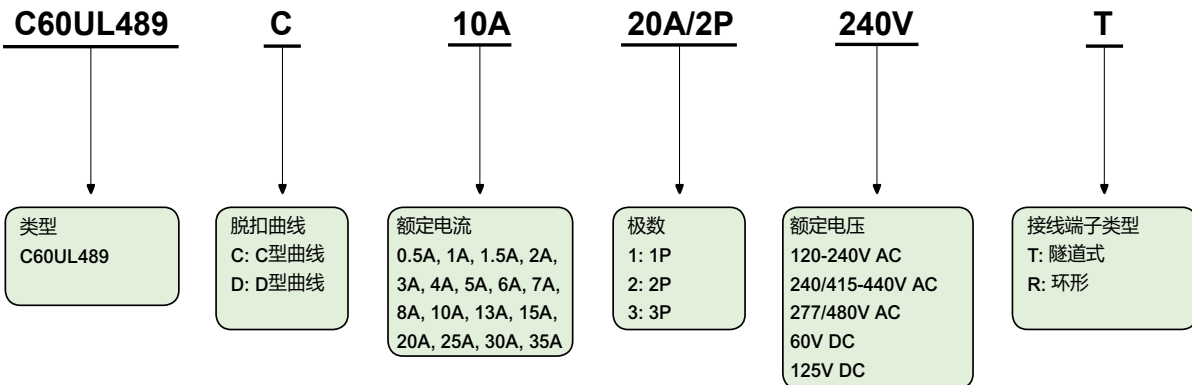 C60UL489 C 10A 20A/2P 240V T
类型
C60UL489
脱扣曲线
C: C型曲线
D: D型曲线
额定电流
0.5A, 1A, 1.5A, 2A,
3A, 4A, 5A, 6A, 7A,
8A, 10A, 13A, 15A,
20A, 25A, 30A, 35A
极数
1: 1P
2: 2P
3: 3P
额定电压
120-240V AC
240/415-440V AC
277/480V AC
60V DC
125V DC
接线端子类型
T: 隧道式
R: 环形